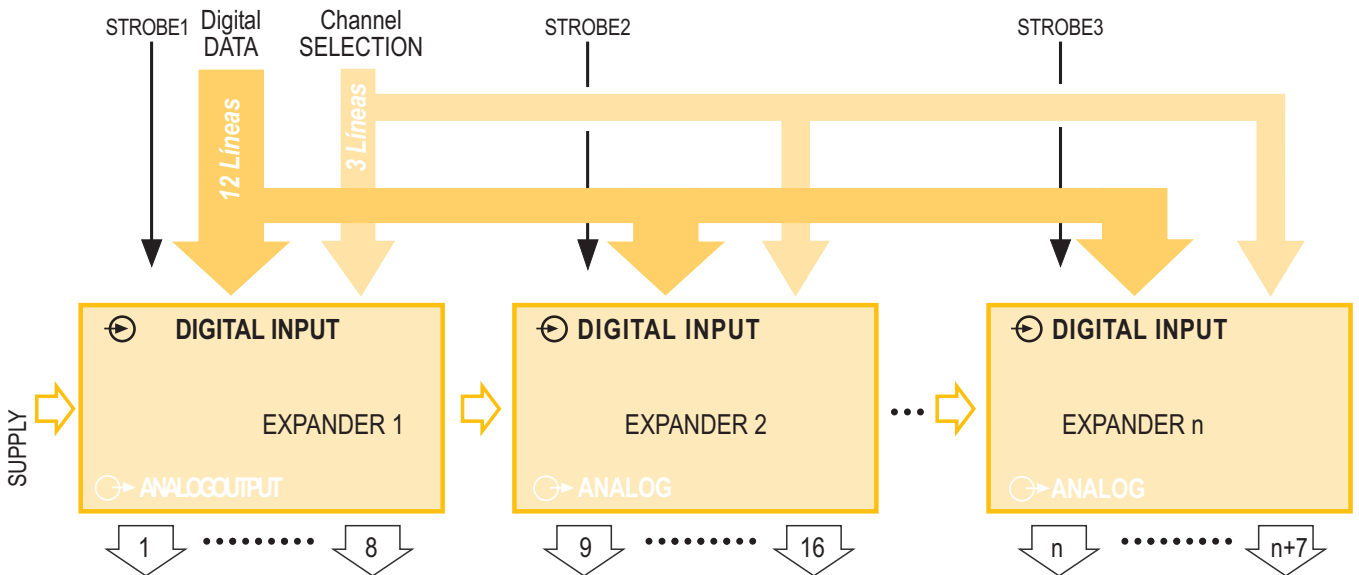 STROBE1
Digital
DATA
Channel
SELECTION
STROBE2
STROBE3
12 Líneas
3 Líneas
DIGITAL INPUT
DIGITAL INPUT
DIGITAL INPUT
SUPPLY
EXPANDER 1
EXPANDER 2
...
EXPANDER n
ANALOGOUTPUT
ANALOG
ANALOG
1 ......... 8
9 ......... 16
n ......... n+7